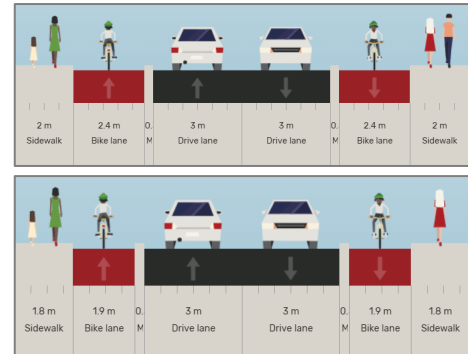 2 m 2.4 m 0. 3 m 3 m 0. 2.4 m 2 m
Sidewalk Bike lane M Drive lane Drive lane M Bike lane Sidewalk
1.8 m 1.9 m 0. 3 m 3 m 0. 1.9 m 1.8 m
Sidewalk Bike lane M Drive lane Drive lane M Bike lane Sidewalk